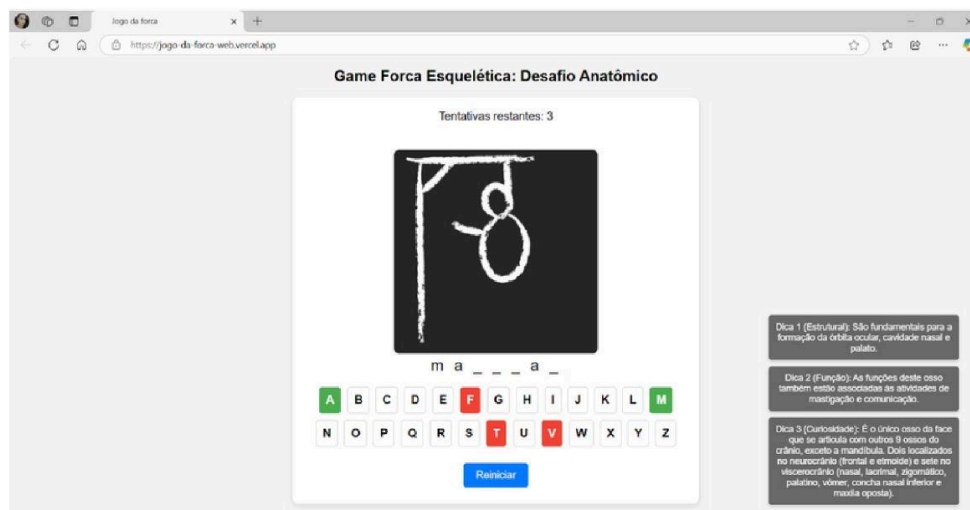 Jogo da forca
https://jogo-da-forca-web.vercel.app
Game Forca Esquelética: Desafio Anatômico
Tentativas restantes: 3
m a _ _ _ a _
A B C D E F G H I J K L M
N O P Q R S T U V W X Y Z
Reiniciar
Dica 1 (Estrutural): São fundamentais para a
formação da órbita ocular, cavidade nasal e
palato.
Dica 2 (Função): As funções deste osso
também estão associadas às atividades de
mastigação e comunicação.
Dica 3 (Curiosidade): É o único osso da face
que se articula com outros 9 ossos do
crânio, exceto a mandíbula. Dois localizados
no neurocrânio (frontal e etmoide) e sete no
viscerocrânio (nasal, lacrimal, zigomático,
palatino, vômer, concha nasal inferior e
maxila oposta).